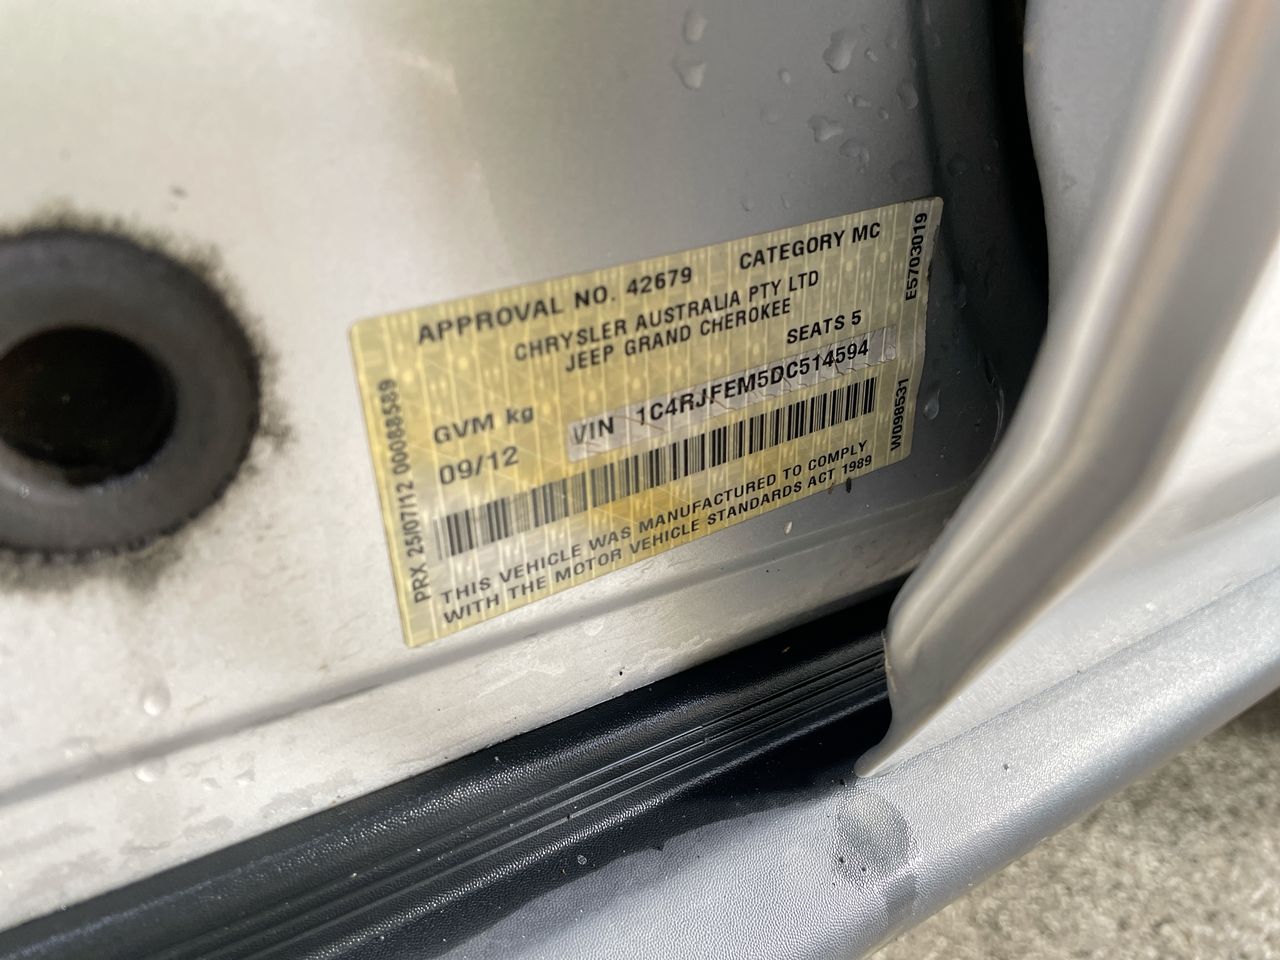 APPROVAL NO. 42679 CATEGORY MC
CHRYSLER AUSTRALIA PTY LTD
JEEP GRAND CHEROKEE
SEATS 5
GVM kg
VIN 1C4RJFEM5DC514594
09/12
THIS VEHICLE WAS MANUFACTURED TO COMPLY
WITH THE MOTOR VEHICLE STANDARDS ACT 1989
PRX 25/07/12 00088589
W098531
E5703019